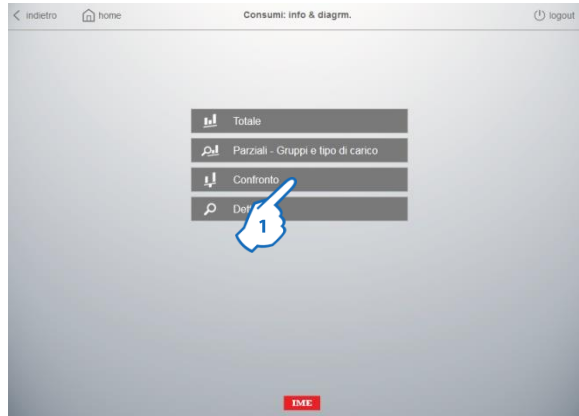 < indietro home Consumi: info & diagrm. logout
Totale
Parziali - Gruppi e tipo di carico
Confronto
1
IME